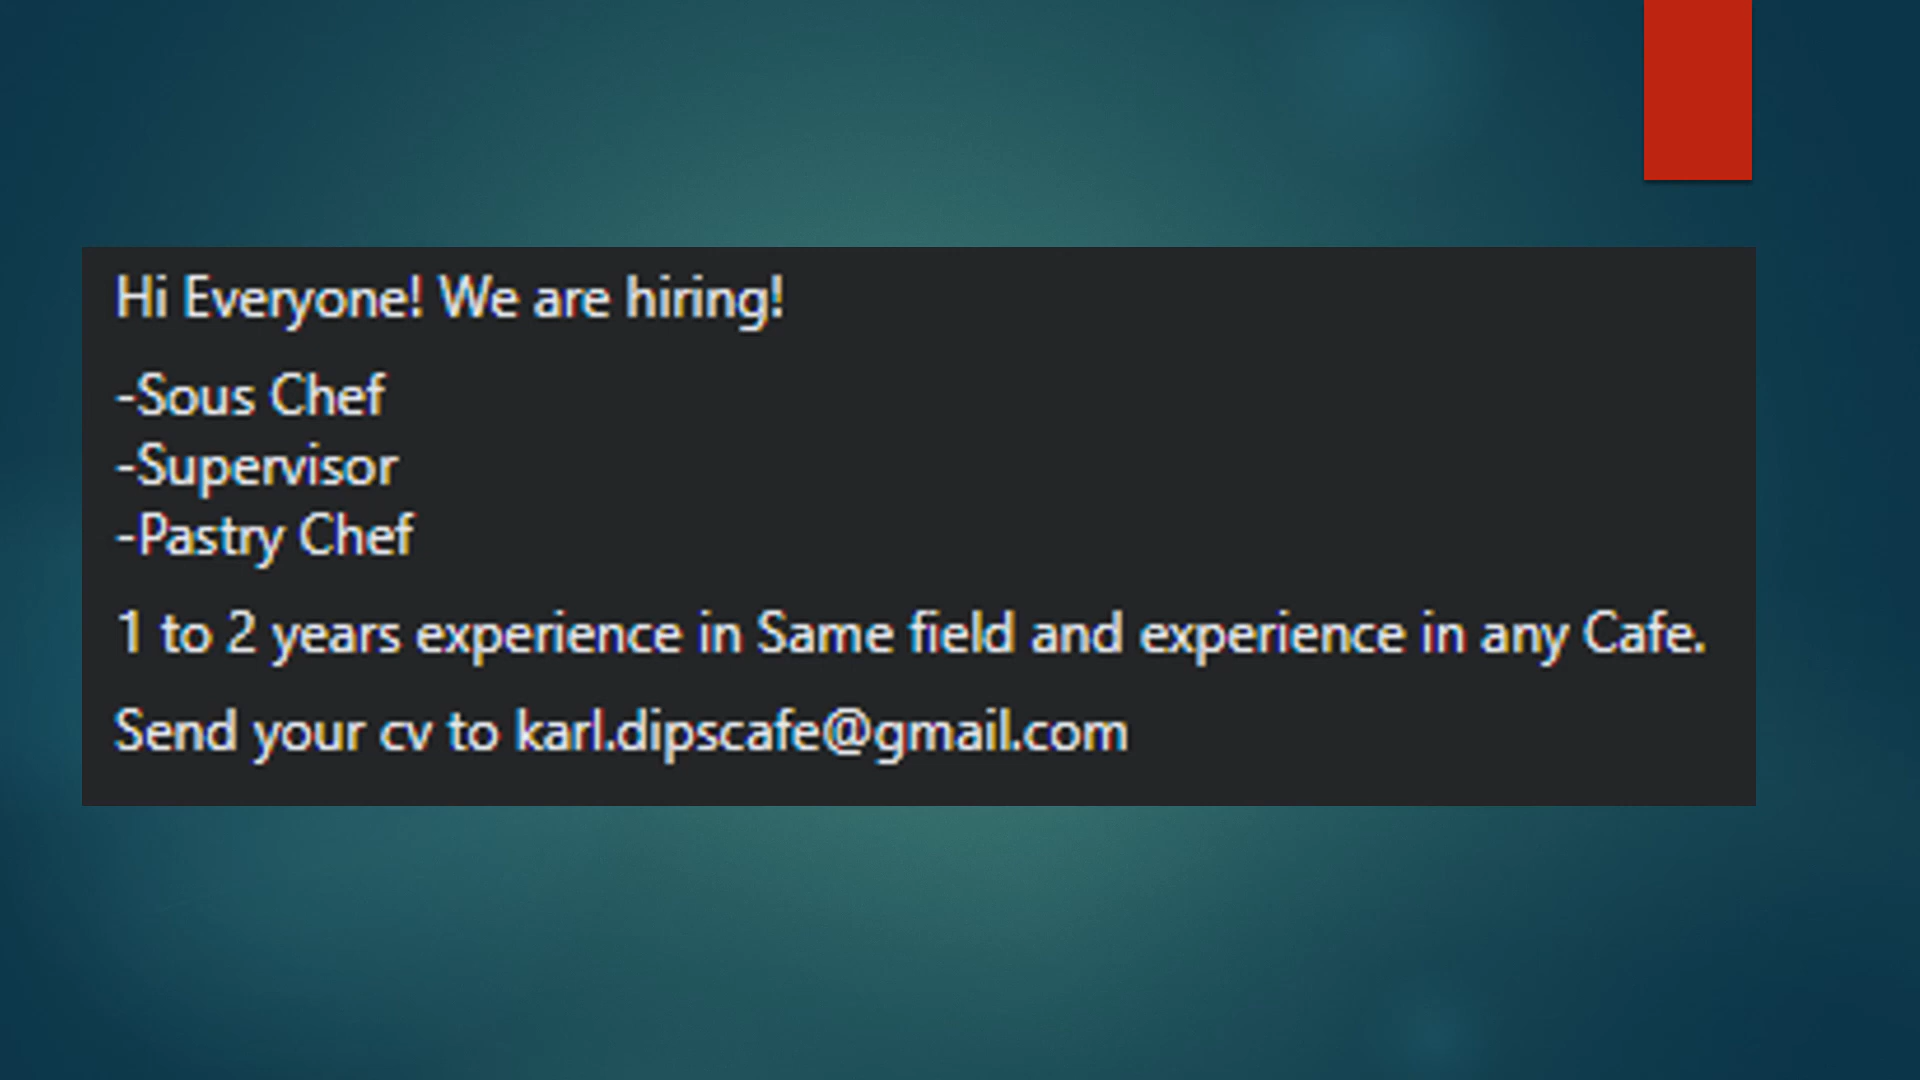 Hi Everyone! We are hiring!
-Sous Chef
-Supervisor
-Pastry Chef
1 to 2 years experience in Same field and experience in any Cafe.
Send your cv to karl.dipscafe@gmail.com